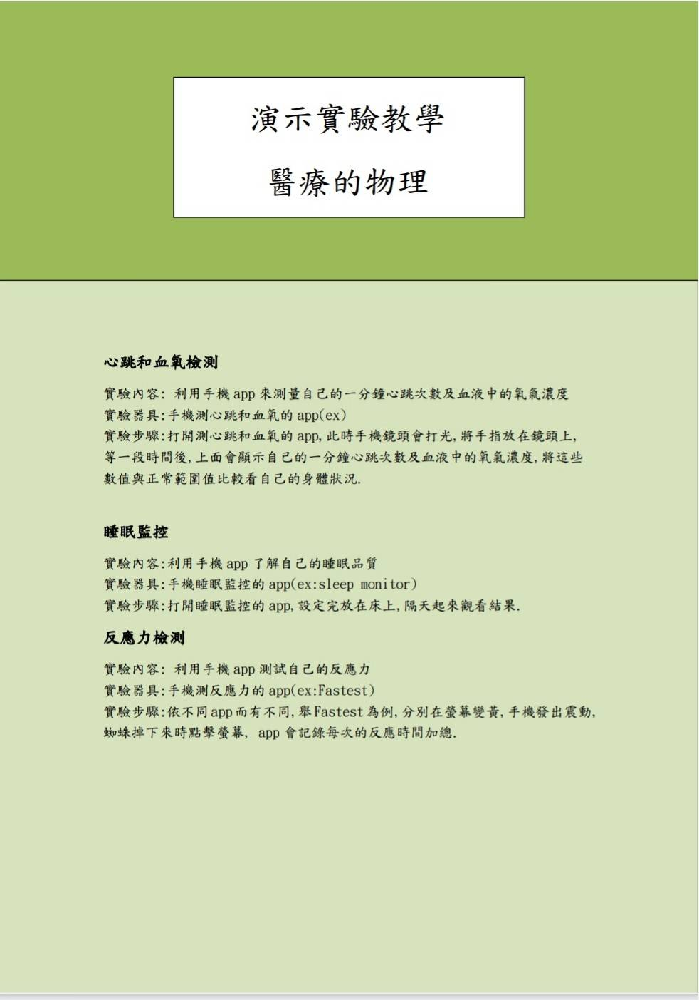 演示實驗教學
醫療的物理
心跳和血氧檢測
實驗內容: 利用手機 app 來測量自己的一分鐘心跳次數及血液中的氧氣濃度
實驗器具:手機測心跳和血氧的 app(ex)
實驗步驟:打開測心跳和血氧的 app,此時手機鏡頭會打光,將手指放在鏡頭上,
等一段時間後,上面會顯示自己的一分鐘心跳次數及血液中的氧氣濃度,將這些
數值與正常範圍值比較看自己的身體狀況.
睡眠監控
實驗內容:利用手機 app 了解自己的睡眠品質
實驗器具:手機睡眠監控的 app(ex:sleep monitor)
實驗步驟:打開睡眠監控的 app,設定完放在床上,隔天起來觀看結果.
反應力檢測
實驗內容: 利用手機 app 測試自己的反應力
實驗器具:手機測反應力的 app(ex:Fastest)
實驗步驟:依不同 app 而有不同,舉 Fastest 為例,分別在螢幕變黃,手機發出震動,
蜘蛛掉下來時點擊螢幕, app 會記錄每次的反應時間加總.